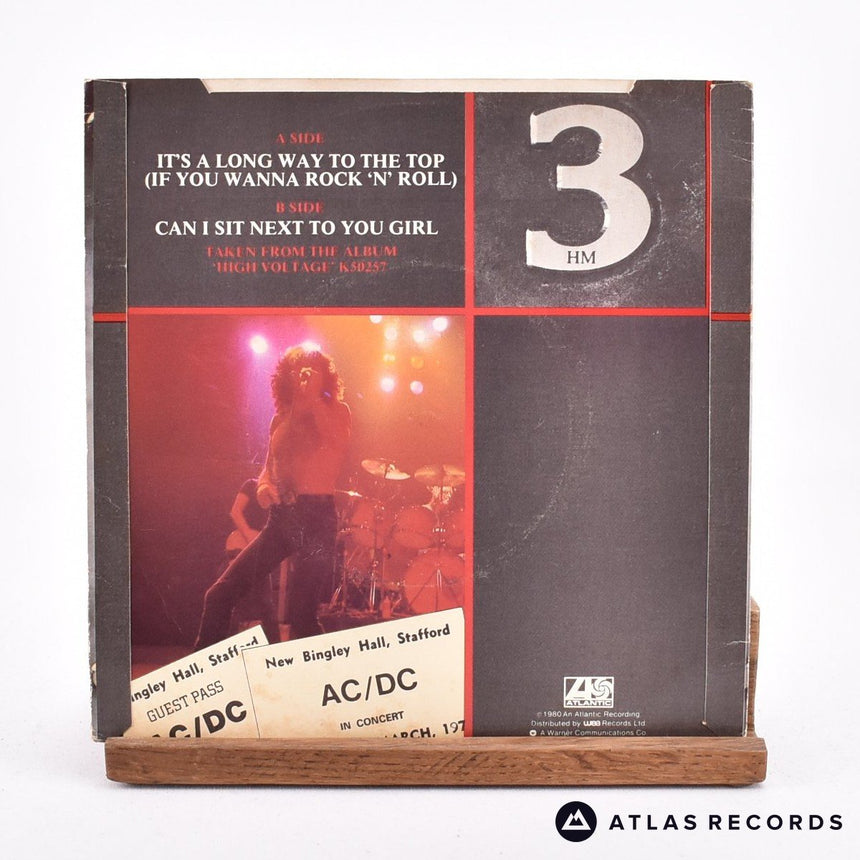 A SIDE
IT'S A LONG WAY TO THE TOP
(IF YOU WANNA ROCK 'N' ROLL)
B SIDE
CAN I SIT NEXT TO YOU GIRL
TAKEN FROM THE ALBUM
'HIGH VOLTAGE' K50257
3
HM
ingley Hall, Stafford
GUEST PASS
AC/DC
New Bingley Hall, Stafford
AC/DC
IN CONCERT
ARCH, 197
ATLANTIC
© 1980 An Atlantic Recording
Distributed by wea Records Ltd
A Warner Communications Co
ATLAS RECORDS